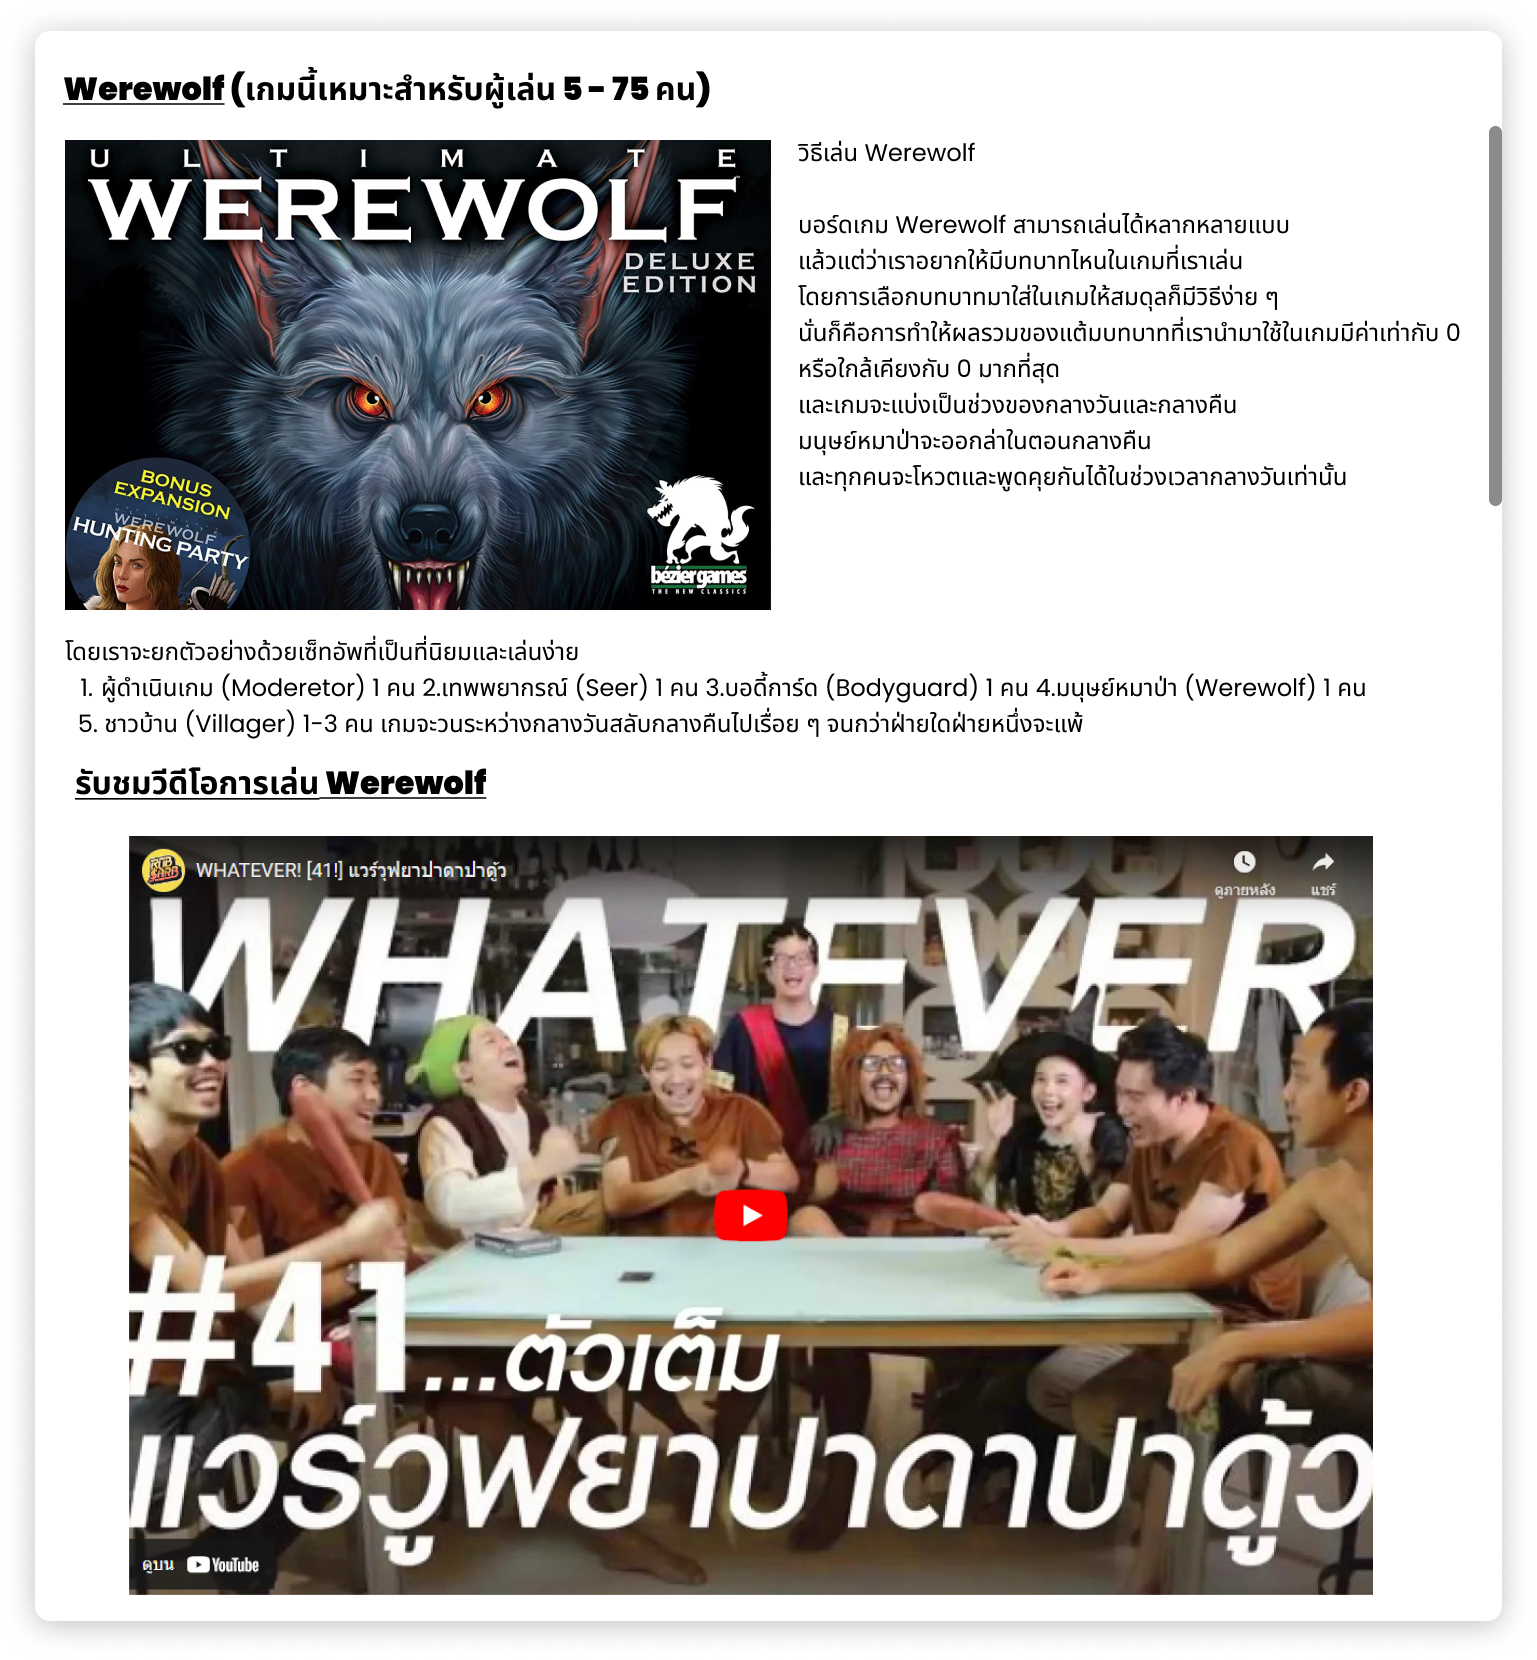 Werewolf (เกมนี้เหมาะสำหรับผู้เล่น 5 - 75 คน)
ULTIMATE
WEREWOLF
DELUXE
EDITION
BONUS
EXPANSION
ULTIMATE
WEREWOLF
HUNTING PARTY
béziergames
THE NEW CLASSICS
วิธีเล่น Werewolf
บอร์ดเกม Werewolf สามารถเล่นได้หลากหลายแบบ
แล้วแต่ว่าเราอยากให้มีบทบาทไหนในเกมที่เราเล่น
โดยการเลือกบทบาทมาใส่ในเกมให้สมดุลก็มีวิธีง่าย ๆ
นั่นก็คือการทำให้ผลรวมของแต้มบทบาทที่เรานำมาใช้ในเกมมีค่าเท่ากับ 0
หรือใกล้เคียงกับ 0 มากที่สุด
และเกมจะแบ่งเป็นช่วงของกลางวันและกลางคืน
มนุษย์หมาป่าจะออกล่าในตอนกลางคืน
และทุกคนจะโหวตและพูดคุยกันได้ในช่วงเวลากลางวันเท่านั้น
โดยเราจะยกตัวอย่างด้วยเซ็ทอัพที่เป็นที่นิยมและเล่นง่าย
1. ผู้ดำเนินเกม (Moderetor) 1 คน 2.เทพพยากรณ์ (Seer) 1 คน 3.บอดี้การ์ด (Bodyguard) 1 คน 4.มนุษย์หมาป่า (Werewolf) 1 คน
5. ชาวบ้าน (Villager) 1-3 คน เกมจะวนระหว่างกลางวันสลับกลางคืนไปเรื่อย ๆ จนกว่าฝ่ายใดฝ่ายหนึ่งจะแพ้
รับชมวีดีโอการเล่น Werewolf
WHATEVER! [41!] แวร์วูฟยาปาดาปาดู้ว
ดูภายหลัง
แชร์
WHATEVER
#41...ตัวเต็ม
แวร์วูฟยาปาดาปาดู้ว
ดูบน YouTube